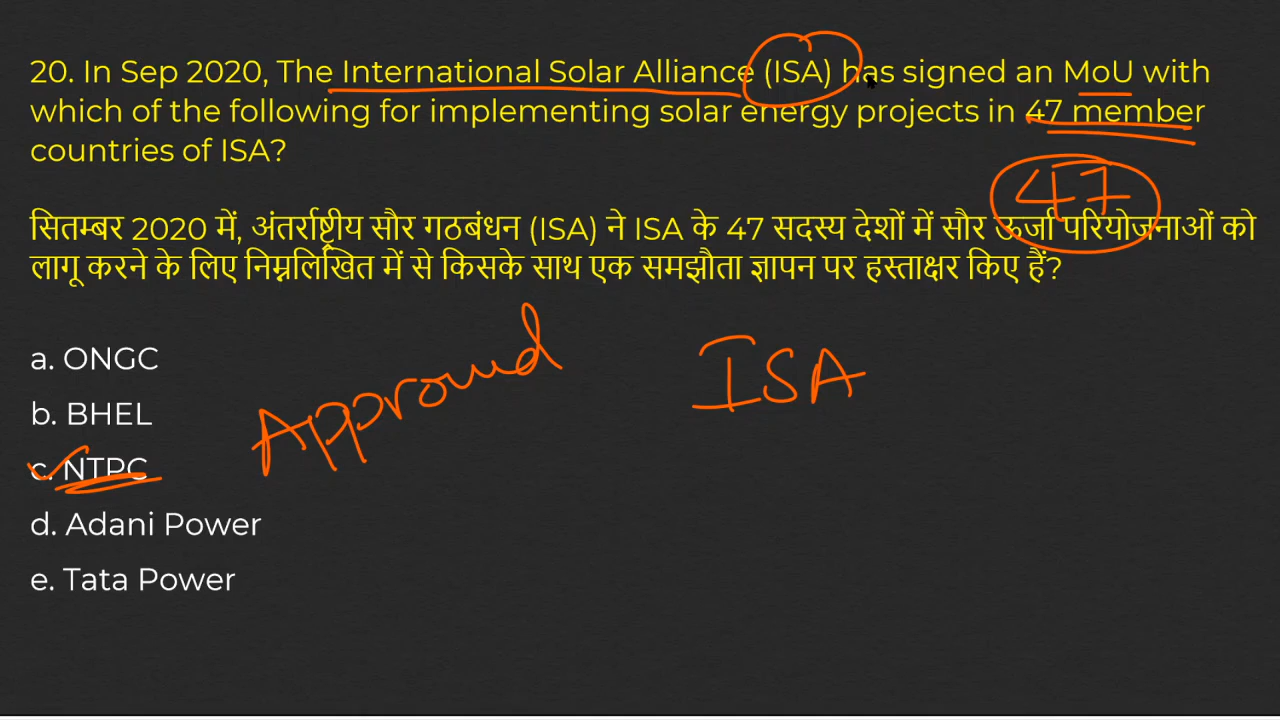 20. In Sep 2020, The International Solar Alliance (ISA) has signed an MoU with
which of the following for implementing solar energy projects in 47 member
countries of ISA?
47
सितम्बर 2020 में, अंतर्राष्ट्रीय सौर गठबंधन (ISA) ने ISA के 47 सदस्य देशों में सौर ऊर्जा परियोजनाओं को
लागू करने के लिए निम्नलिखित में से किसके साथ एक समझौता ज्ञापन पर हस्ताक्षर किए हैं?
a. ONGC
Approved
ISA
b. BHEL
c. NTPC
d. Adani Power
e. Tata Power